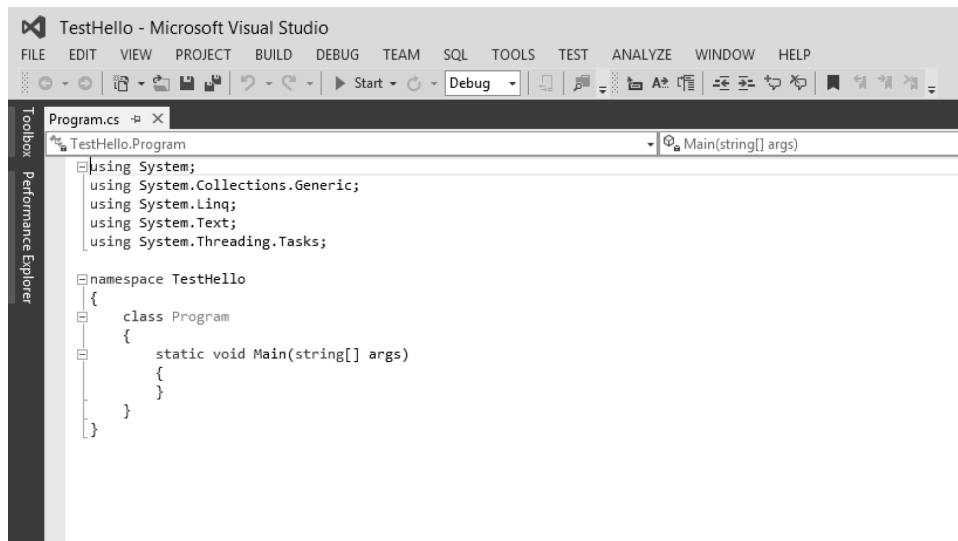 TestHello - Microsoft Visual Studio
FILE EDIT VIEW PROJECT BUILD DEBUG TEAM SQL TOOLS TEST ANALYZE WINDOW HELP
Start Debug
Toolbox
Performance Explorer
Program.cs
TestHello.Program Main(string[] args)
using System;
using System.Collections.Generic;
using System.Linq;
using System.Text;
using System.Threading.Tasks;
namespace TestHello
{
class Program
{
static void Main(string[] args)
{
}
}
}